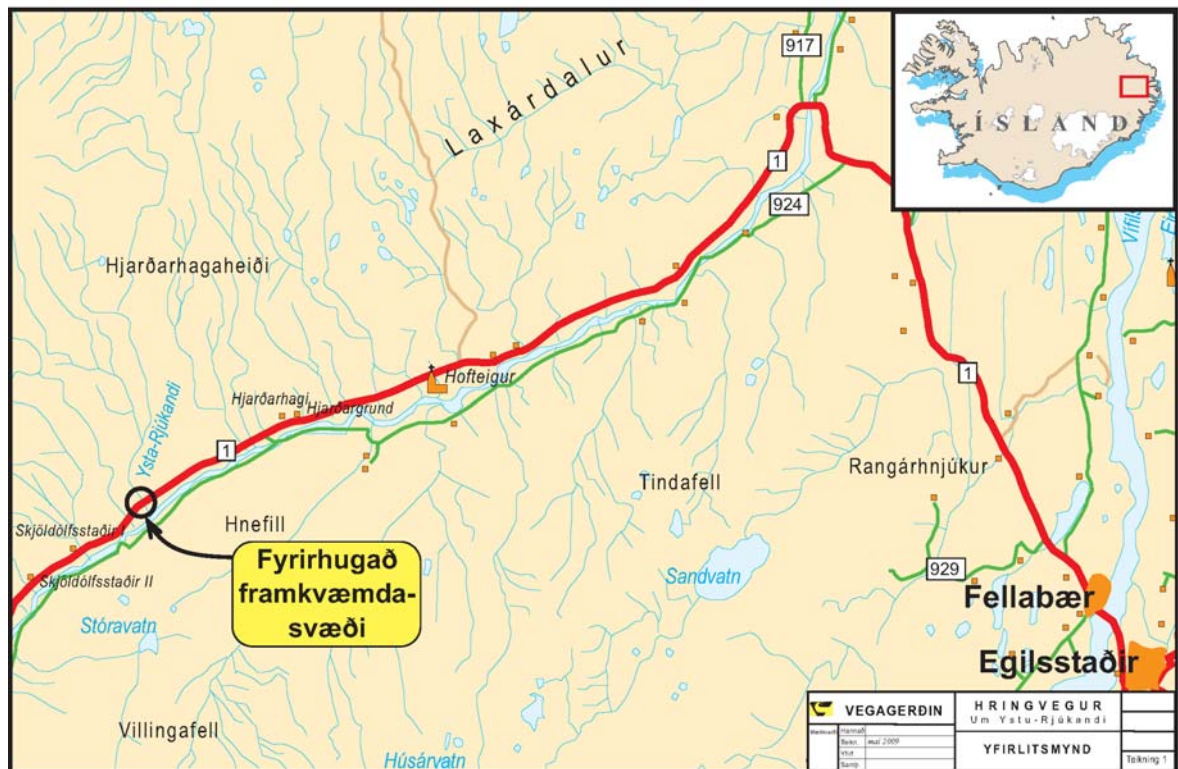 917
Laxárdalur
1
924
ÍSLAND
Hjarðarhagaheiði
Hofteigur
Hjarðarhagi
Hjarðargrund
Ysta-Rjúkandi
1
1
Tindafell
Rangárhnjúkur
Skjöldólfsstaðir I
Hnefill
Skjöldólfsstaðir II
Fyrirhugað
framkvæmda-
svæði
Sandvatn
929
Fellabær
Stóravatn
Egilsstaðir
Villingafell
Húsárvatn
VEGAGERÐIN
Hannað
Teikn. maí 2009
HRINGVEGUR
Um Ystu-Rjúkandi
YFIRLITSMYND
Teikning 1